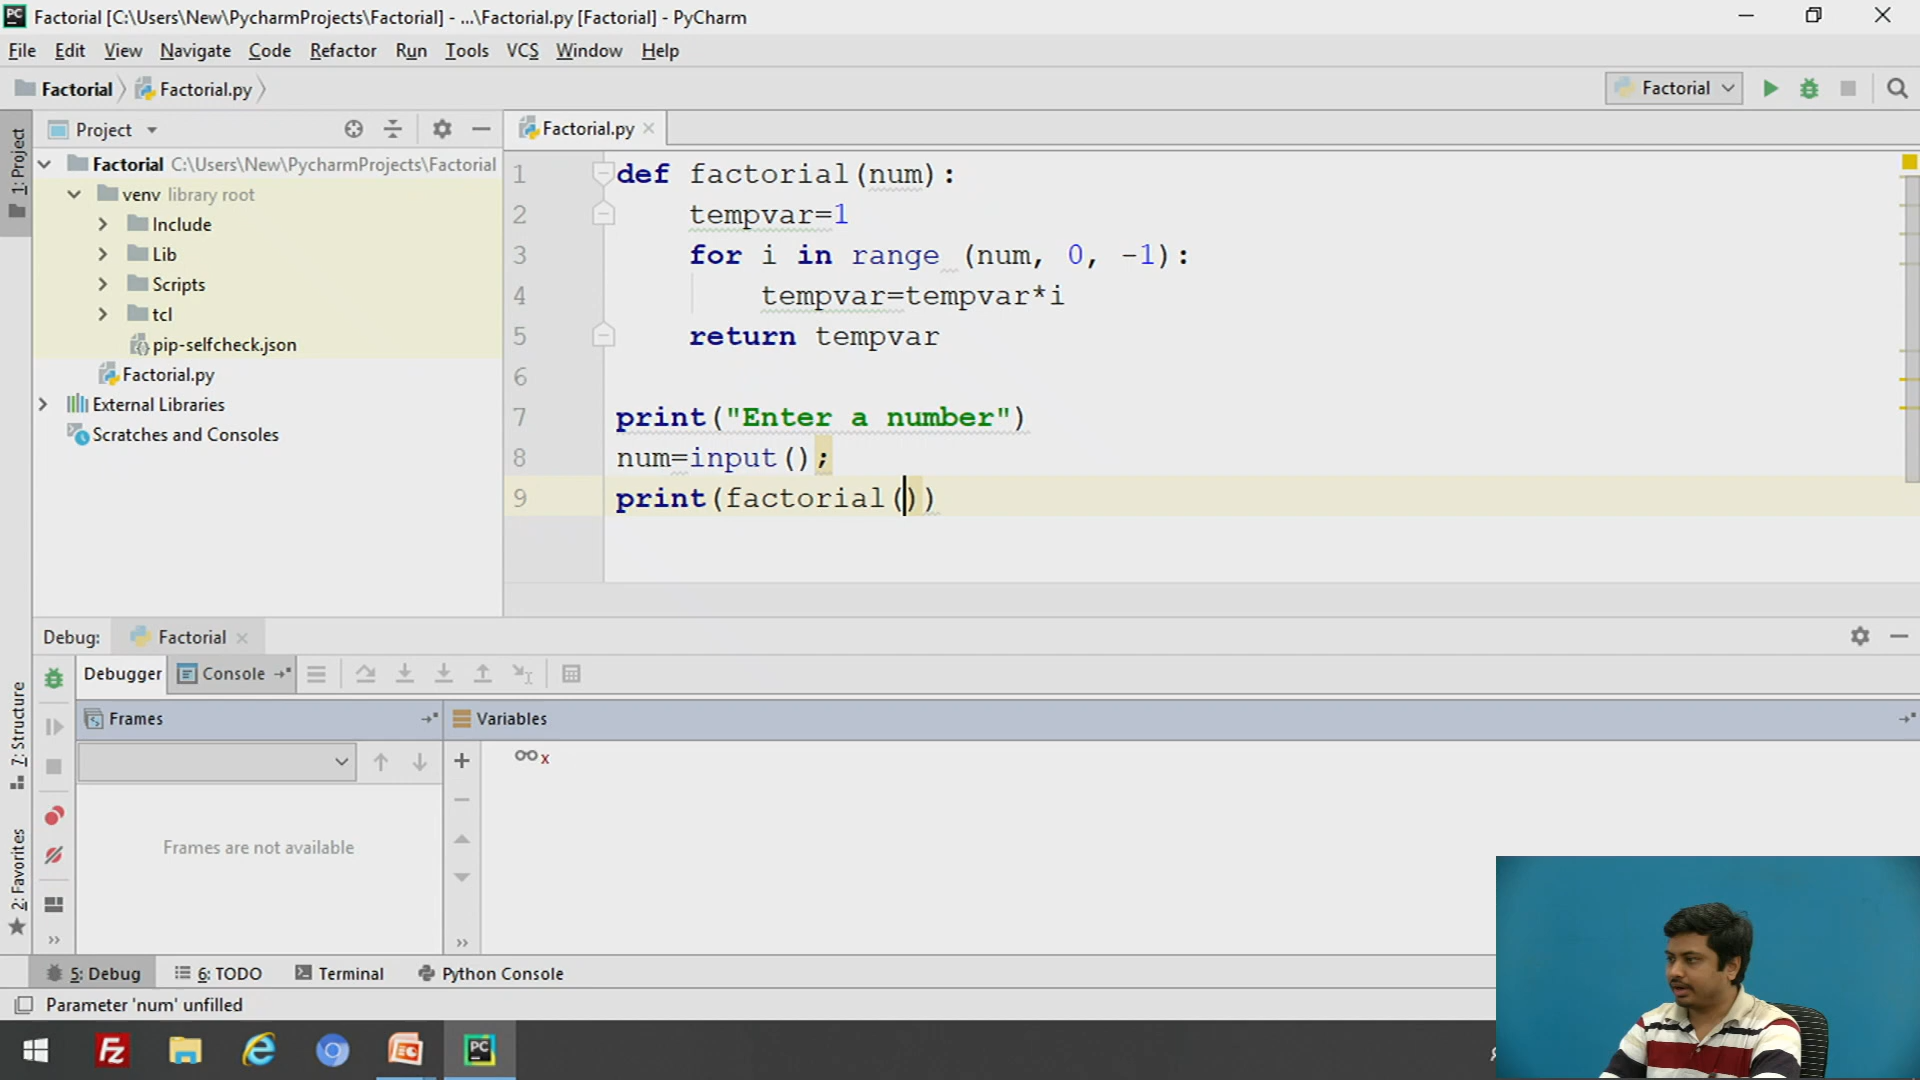 Factorial [C:\Users\New\PycharmProjects\Factorial] - ...\Factorial.py [Factorial] - PyCharm
File Edit View Navigate Code Refactor Run Tools VCS Window Help
Factorial Factorial.py Factorial
1: Project
Project
Factorial.py
Factorial C:\Users\New\PycharmProjects\Factorial
venv library root
Include
Lib
Scripts
tcl
pip-selfcheck.json
Factorial.py
External Libraries
Scratches and Consoles
1 def factorial(num):
2 tempvar=1
3 for i in range (num, 0, -1):
4 tempvar=tempvar*i
5 return tempvar
6
7 print("Enter a number")
8 num=input();
9 print(factorial())
Debug: Factorial
Debugger Console
Frames Variables
x
Frames are not available
7: Structure
2: Favorites
5: Debug 6: TODO Terminal Python Console
Parameter 'num' unfilled